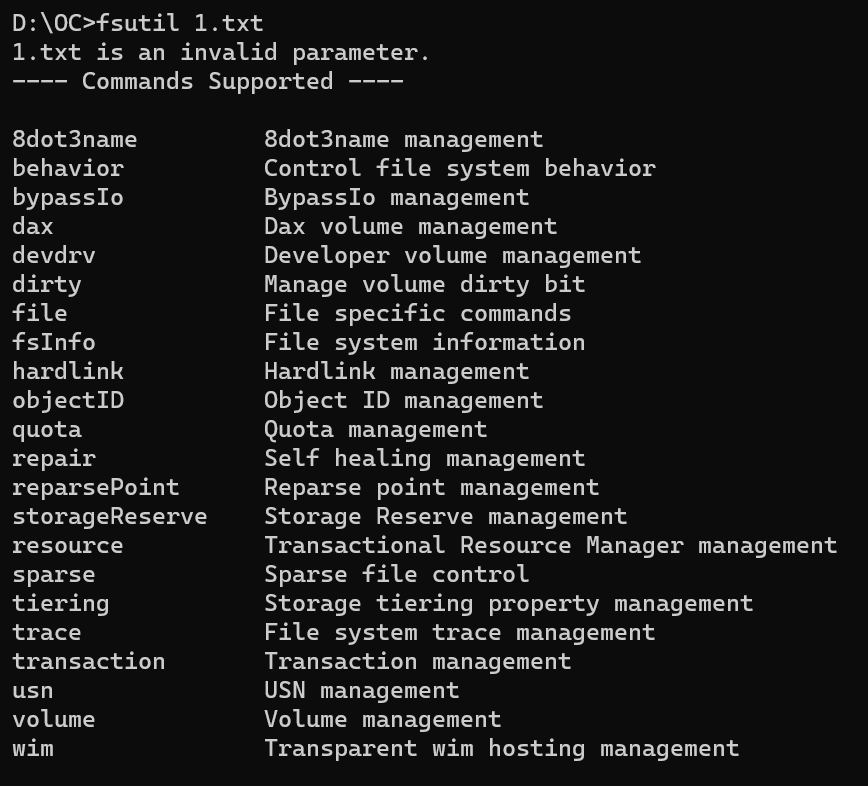 D:\OC>fsutil 1.txt
1.txt is an invalid parameter.
---- Commands Supported ----
8dot3name         8dot3name management
behavior          Control file system behavior
bypassIo          BypassIo management
dax               Dax volume management
devdrv            Developer volume management
dirty             Manage volume dirty bit
file              File specific commands
fsInfo            File system information
hardlink          Hardlink management
objectID          Object ID management
quota             Quota management
repair            Self healing management
reparsePoint      Reparse point management
storageReserve    Storage Reserve management
resource          Transactional Resource Manager management
sparse            Sparse file control
tiering           Storage tiering property management
trace             File system trace management
transaction       Transaction management
usn               USN management
volume            Volume management
wim               Transparent wim hosting management